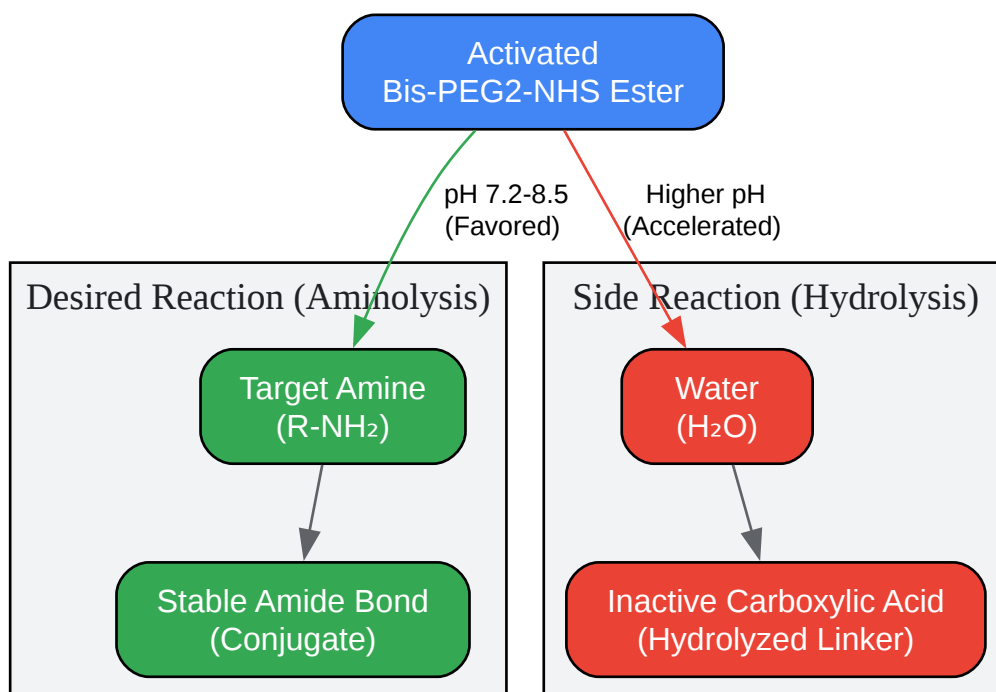 Activated
Bis-PEG2-NHS Ester
pH 7.2-8.5
(Favored)
Higher pH
(Accelerated)
Desired Reaction (Aminolysis)
Target Amine
(R-NH₂)
Stable Amide Bond
(Conjugate)
Side Reaction (Hydrolysis)
Water
(H₂O)
Inactive Carboxylic Acid
(Hydrolyzed Linker)